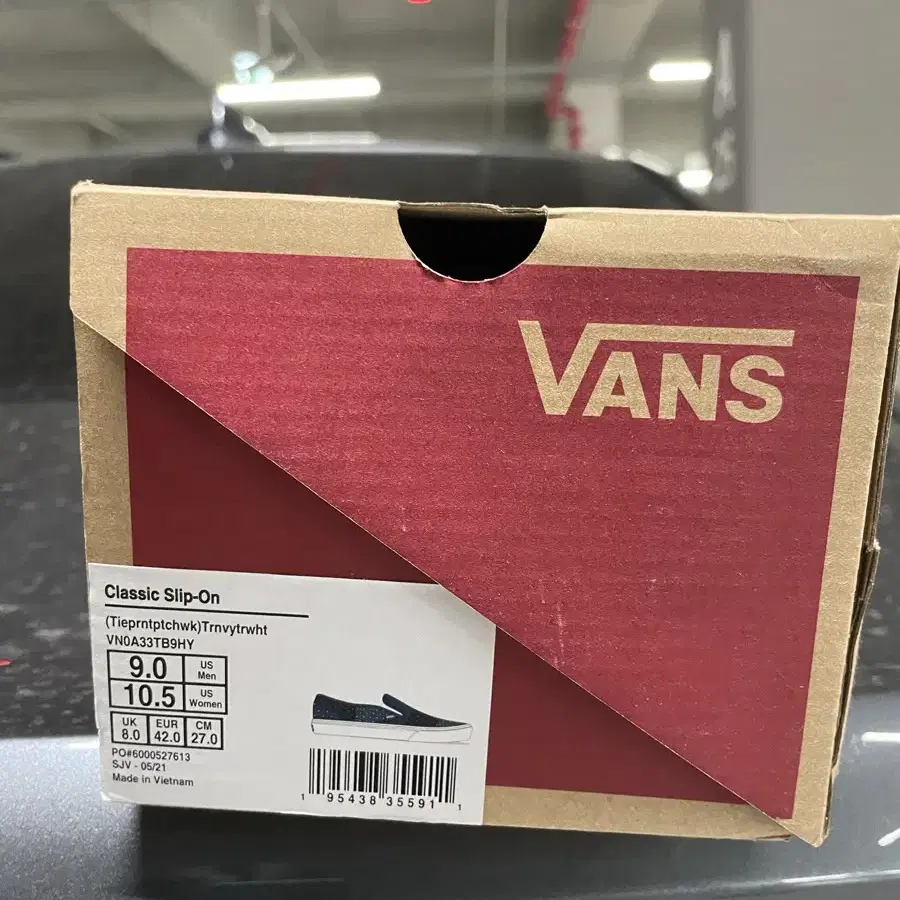 VANS
Classic Slip-On
(Tieprntptchwk)Trnvytrwht
VN0A33TB9HY
9.0 US Men
10.5 US Women
UK 8.0 EUR 42.0 CM 27.0
PO#6000527613
SJV - 05/21
Made in Vietnam
1 95438 35591 1